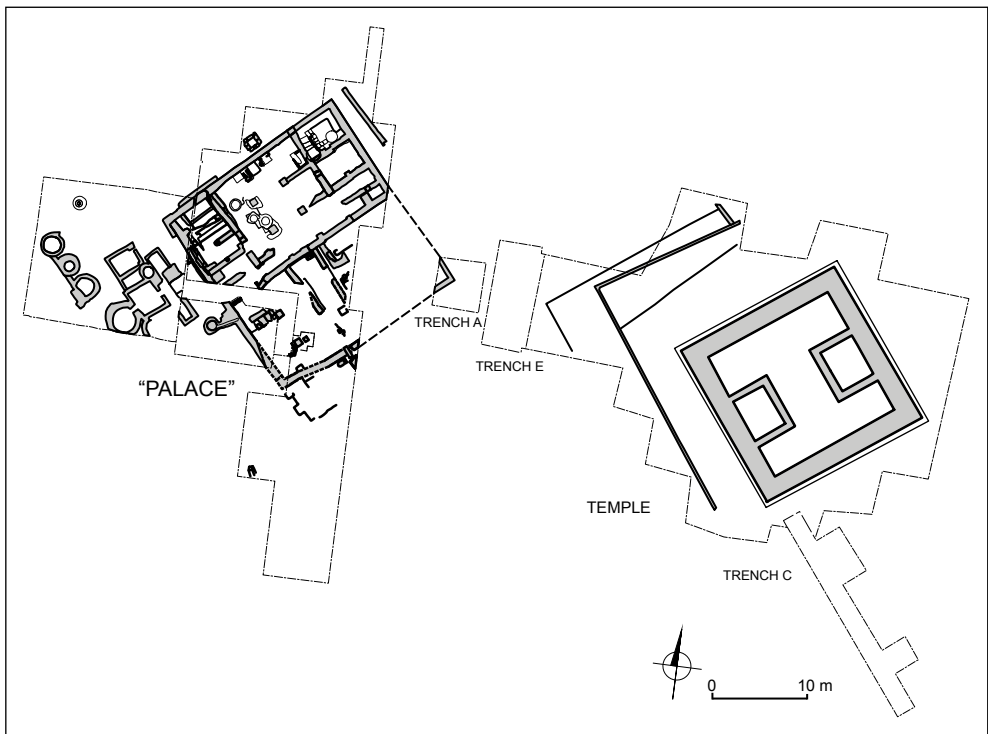 TRENCH A
TRENCH E
"PALACE"
TEMPLE
TRENCH C
0 10 m